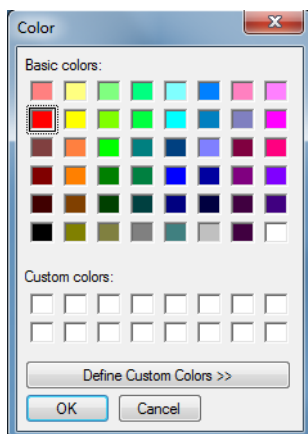 Color
Basic colors:
Custom colors:
Define Custom Colors >>
OK Cancel